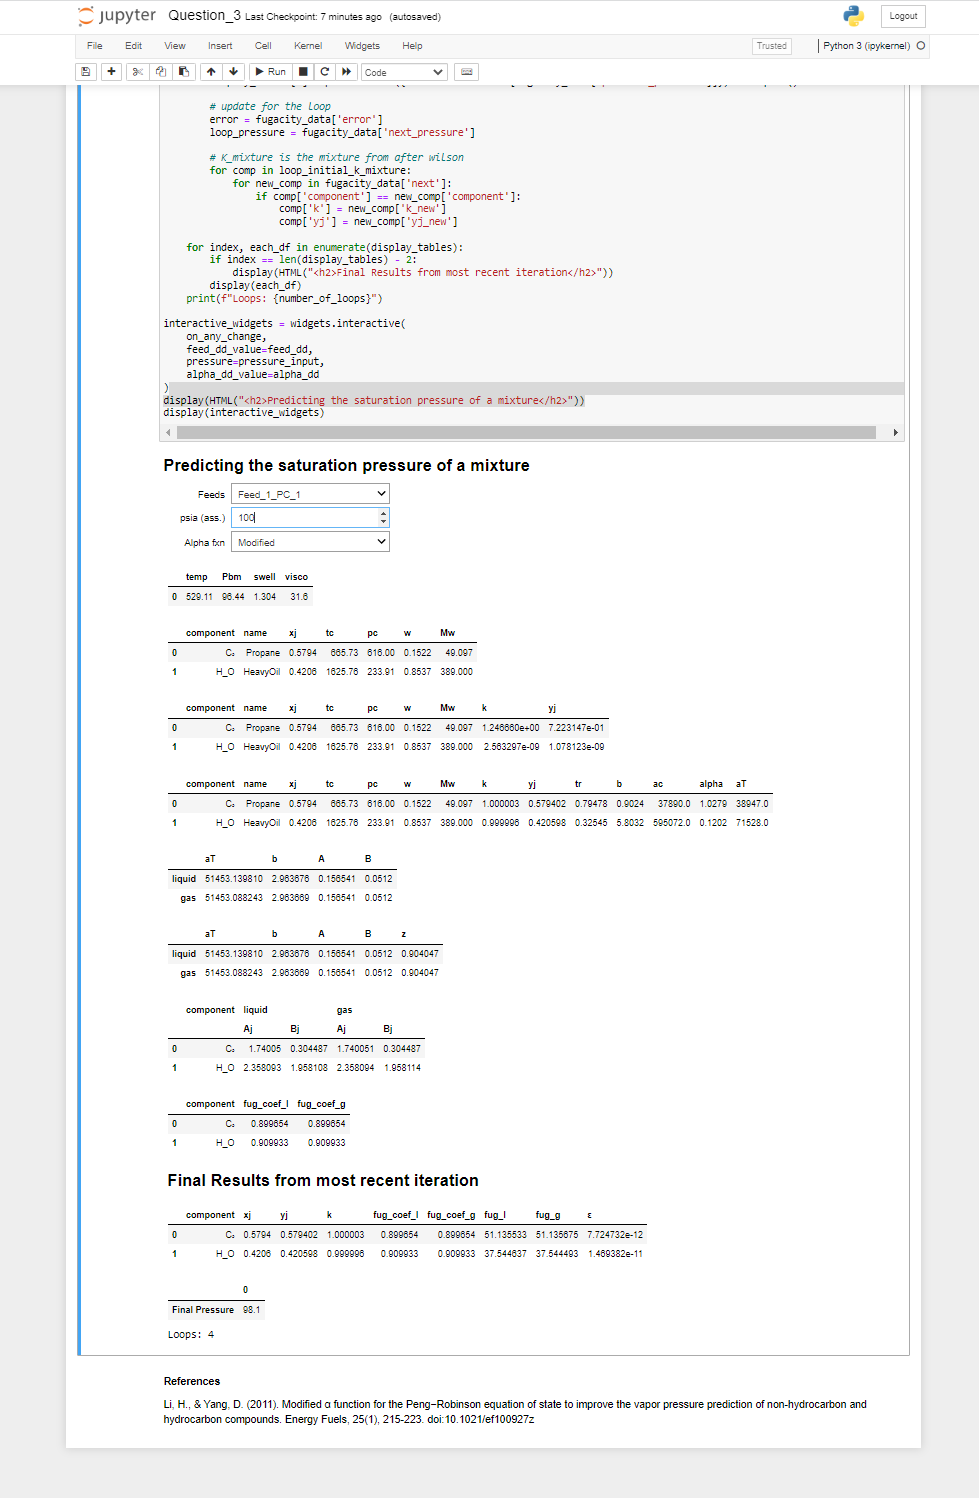 jupyter Question_3 Last Checkpoint: 7 minutes ago (autosaved)
Logout
File Edit View Insert Cell Kernel Widgets Help
Trusted
Python 3 (ipykernel)
Run
Code
# update for the loop
error = fugacity_data['error']
loop_pressure = fugacity_data['next_pressure']
# K_mixture is the mixture from after wilson
for comp in loop_initial_k_mixture:
for new_comp in fugacity_data['next']:
if comp['component'] == new_comp['component']:
comp['k'] = new_comp['k_new']
comp['yj'] = new_comp['yj_new']
for index, each_df in enumerate(display_tables):
if index == len(display_tables) - 2:
display(HTML("<h2>Final Results from most recent iteration</h2>"))
display(each_df)
print(f"Loops: {number_of_loops}")
interactive_widgets = widgets.interactive(
on_any_change,
feed_dd_value=feed_dd,
pressure=pressure_input,
alpha_dd_value=alpha_dd
)
display(HTML("<h2>Predicting the saturation pressure of a mixture</h2>"))
display(interactive_widgets)
Predicting the saturation pressure of a mixture
Feeds Feed_1_PC_1
psia (ass.) 100
Alpha fxn Modified
temp Pbm swell visco
0 529.11 96.44 1.304 31.6
component name xj tc pc w Mw
0 C₃ Propane 0.5794 665.73 616.00 0.1522 49.097
1 H_O HeavyOil 0.4206 1625.76 233.91 0.8537 389.000
component name xj tc pc w Mw k yj
0 C₃ Propane 0.5794 665.73 616.00 0.1522 49.097 1.246660e+00 7.223147e-01
1 H_O HeavyOil 0.4206 1625.76 233.91 0.8537 389.000 2.563297e-09 1.078123e-09
component name xj tc pc w Mw k yj tr b ac alpha aT
0 C₃ Propane 0.5794 665.73 616.00 0.1522 49.097 1.000003 0.579402 0.79478 0.9024 37890.0 1.0279 38947.0
1 H_O HeavyOil 0.4206 1625.76 233.91 0.8537 389.000 0.999996 0.420598 0.32545 5.8032 595072.0 0.1202 71528.0
aT b A B
liquid 51453.139810 2.963676 0.156541 0.0512
gas 51453.088243 2.963669 0.156541 0.0512
aT b A B z
liquid 51453.139810 2.963676 0.156541 0.0512 0.904047
gas 51453.088243 2.963669 0.156541 0.0512 0.904047
component liquid gas
Aj Bj Aj Bj
0 C₃ 1.74005 0.304487 1.740051 0.304487
1 H_O 2.358093 1.958108 2.358094 1.958114
component fug_coef_l fug_coef_g
0 C₃ 0.899654 0.899654
1 H_O 0.909933 0.909933
Final Results from most recent iteration
component xj yj k fug_coef_l fug_coef_g fug_l fug_g ε
0 C₃ 0.5794 0.579402 1.000003 0.899654 0.899654 51.135533 51.135675 7.724732e-12
1 H_O 0.4206 0.420598 0.999996 0.909933 0.909933 37.544637 37.544493 1.469382e-11
0
Final Pressure 98.1
Loops: 4
References
Li, H., & Yang, D. (2011). Modified α function for the Peng−Robinson equation of state to improve the vapor pressure prediction of non-hydrocarbon and
hydrocarbon compounds. Energy Fuels, 25(1), 215-223. doi:10.1021/ef100927z